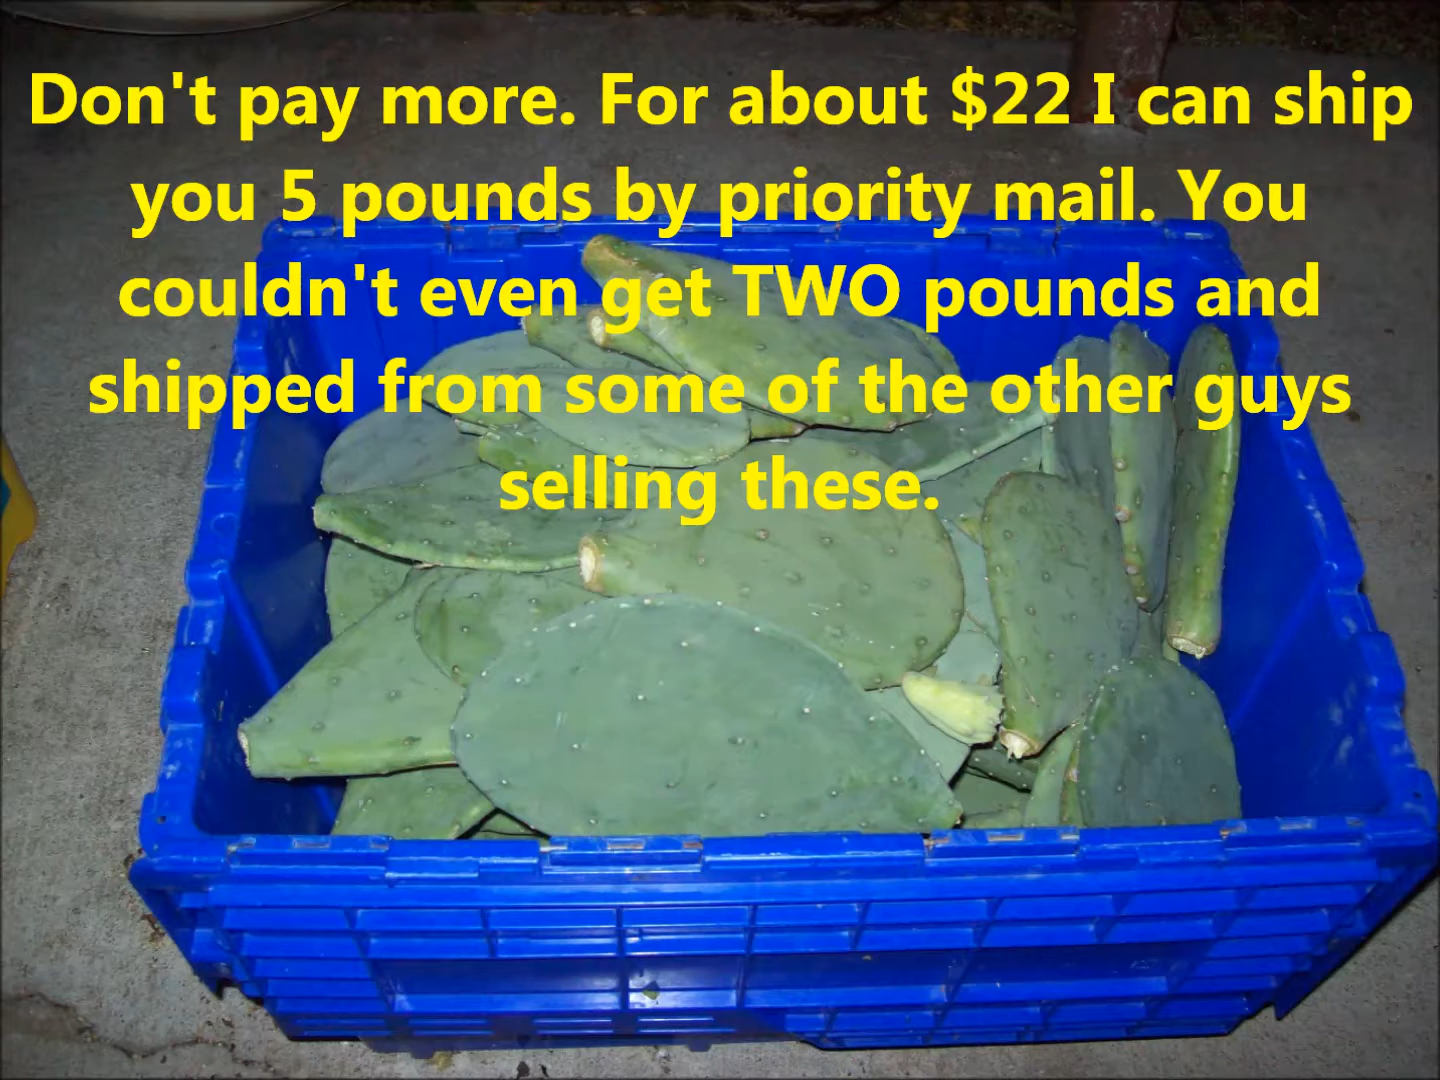 Don't pay more. For about $22 I can ship
you 5 pounds by priority mail. You
couldn't even get TWO pounds and
shipped from some of the other guys
selling these.